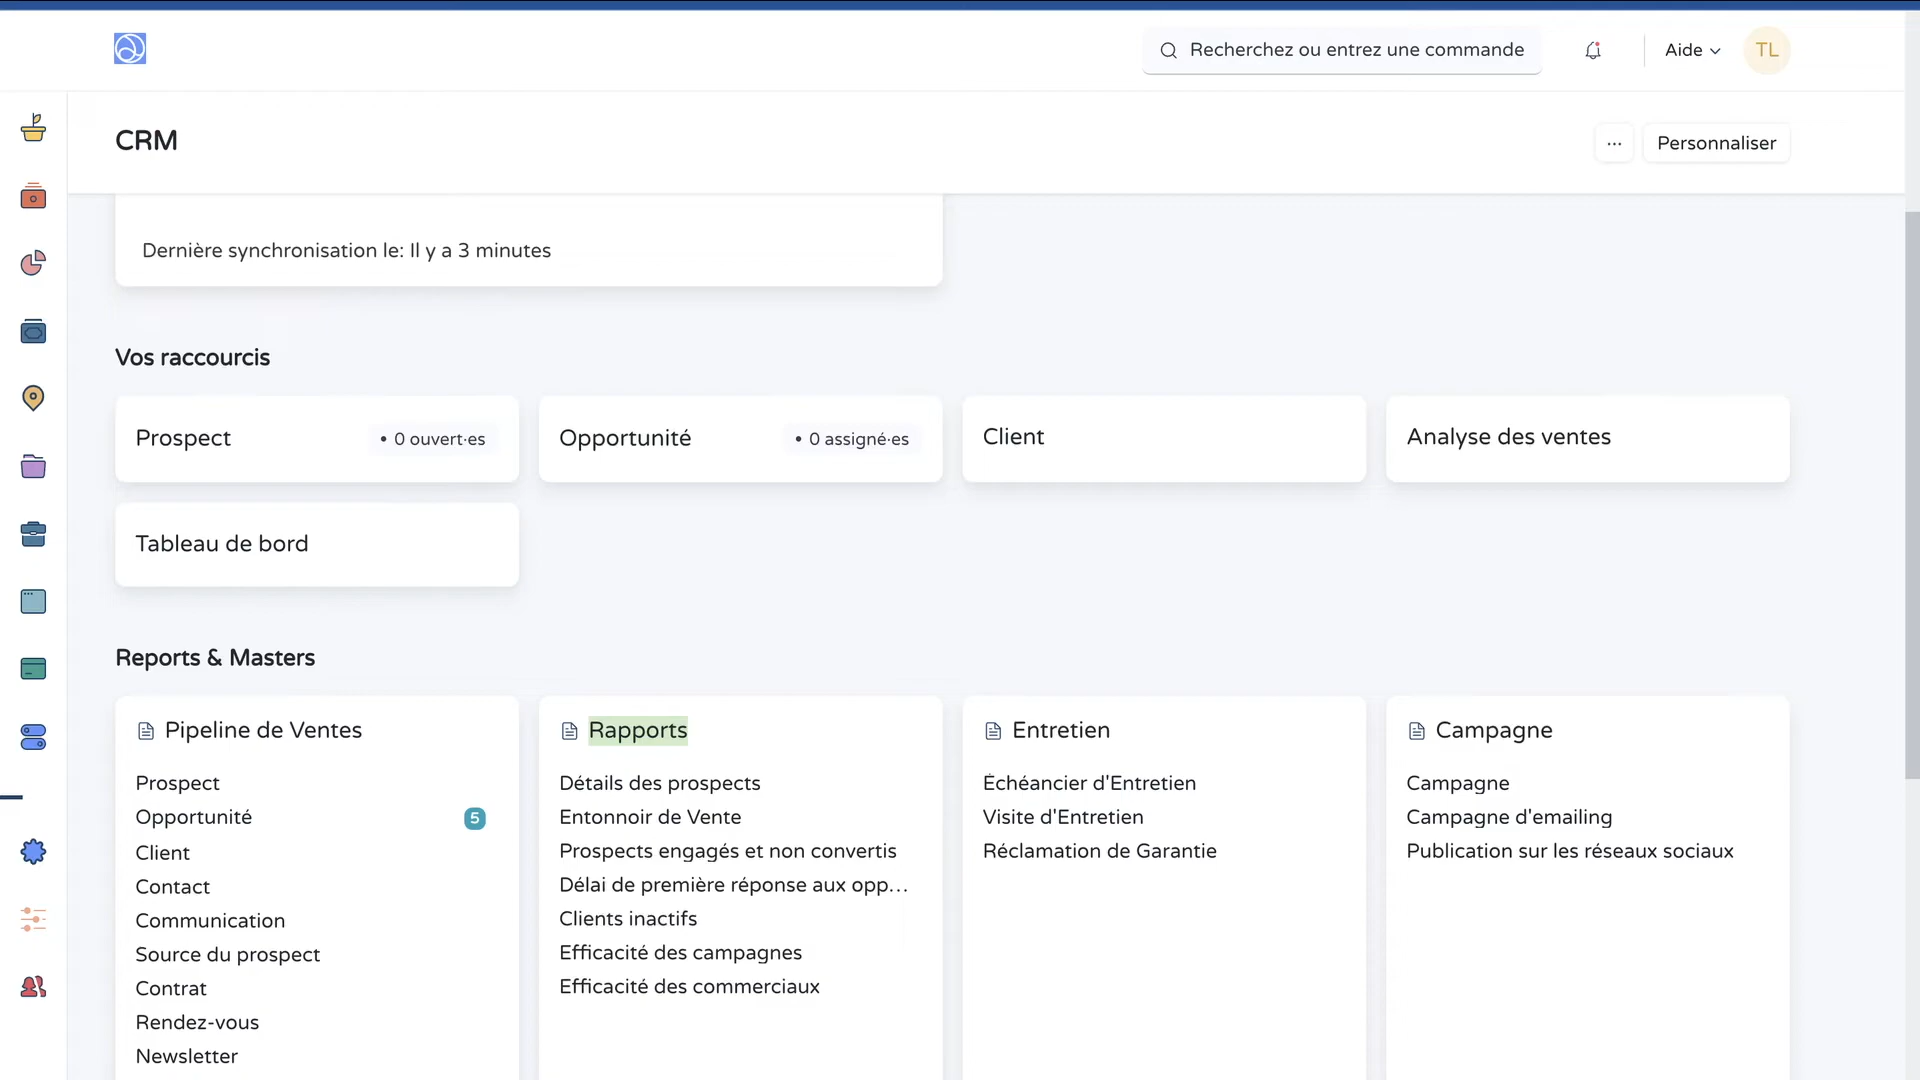 Recherchez ou entrez une commande
Aide
TL
CRM
...
Personnaliser
Dernière synchronisation le: Il y a 3 minutes
Vos raccourcis
Prospect
• 0 ouvert·es
Opportunité
• 0 assigné·es
Client
Analyse des ventes
Tableau de bord
Reports & Masters
Pipeline de Ventes
Prospect
Opportunité
5
Client
Contact
Communication
Source du prospect
Contrat
Rendez-vous
Newsletter
Rapports
Détails des prospects
Entonnoir de Vente
Prospects engagés et non convertis
Délai de première réponse aux opp...
Clients inactifs
Efficacité des campagnes
Efficacité des commerciaux
Entretien
Échéancier d'Entretien
Visite d'Entretien
Réclamation de Garantie
Campagne
Campagne
Campagne d'emailing
Publication sur les réseaux sociaux